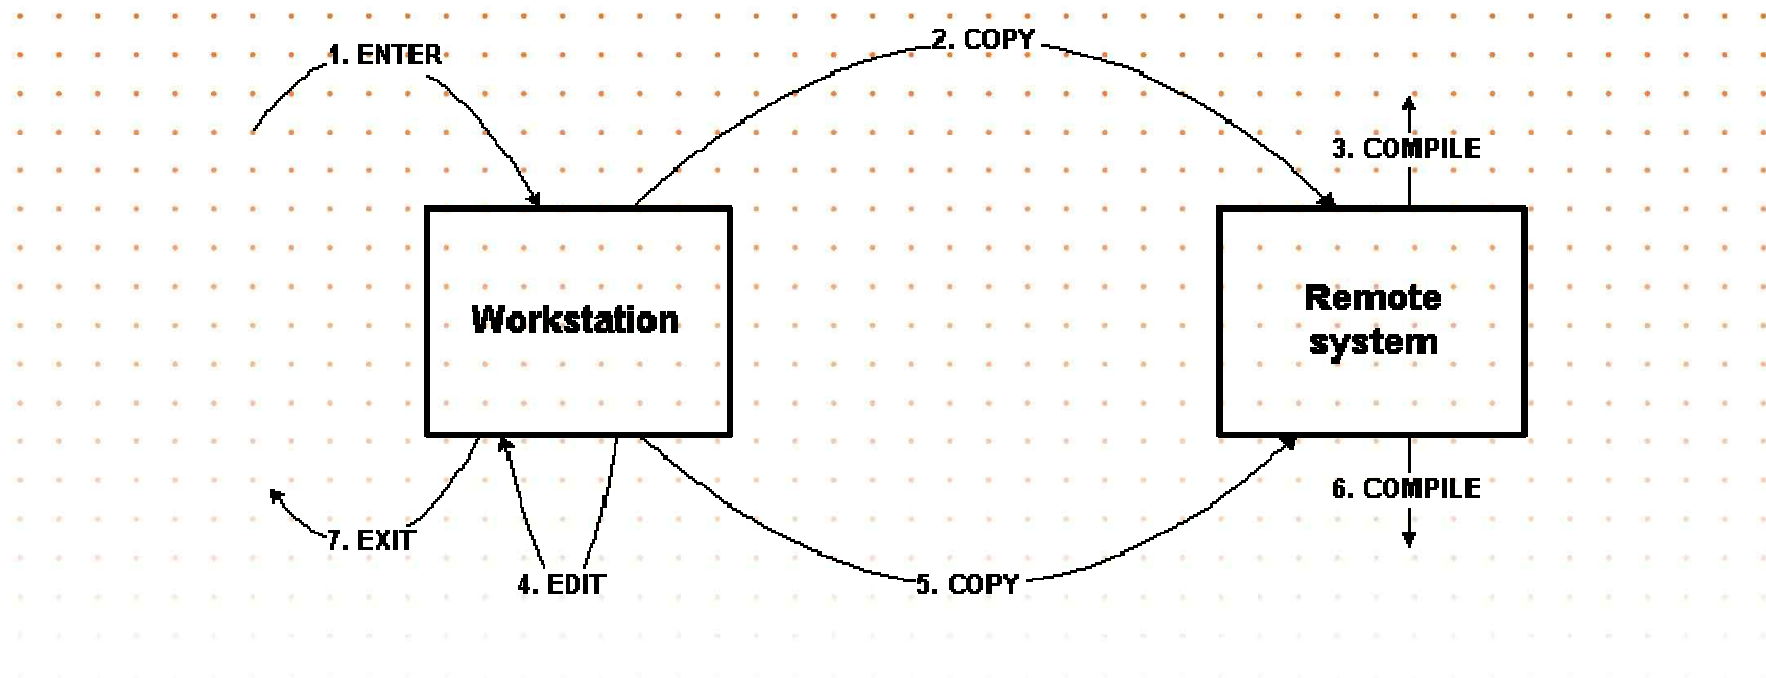 1. ENTER
2. COPY
3. COMPILE
Workstation
Remote
system
6. COMPILE
7. EXIT
4. EDIT
5. COPY